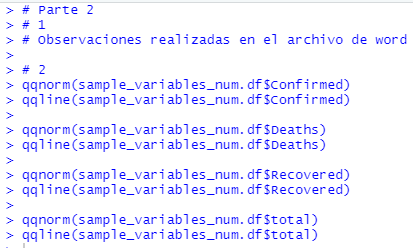 > # Parte 2
> # 1
> # Observaciones realizadas en el archivo de word
>
> # 2
> qqnorm(sample_variables_num.df$Confirmed)
> qqline(sample_variables_num.df$Confirmed)
>
> qqnorm(sample_variables_num.df$Deaths)
> qqline(sample_variables_num.df$Deaths)
>
> qqnorm(sample_variables_num.df$Recovered)
> qqline(sample_variables_num.df$Recovered)
>
> qqnorm(sample_variables_num.df$total)
> qqline(sample_variables_num.df$total)